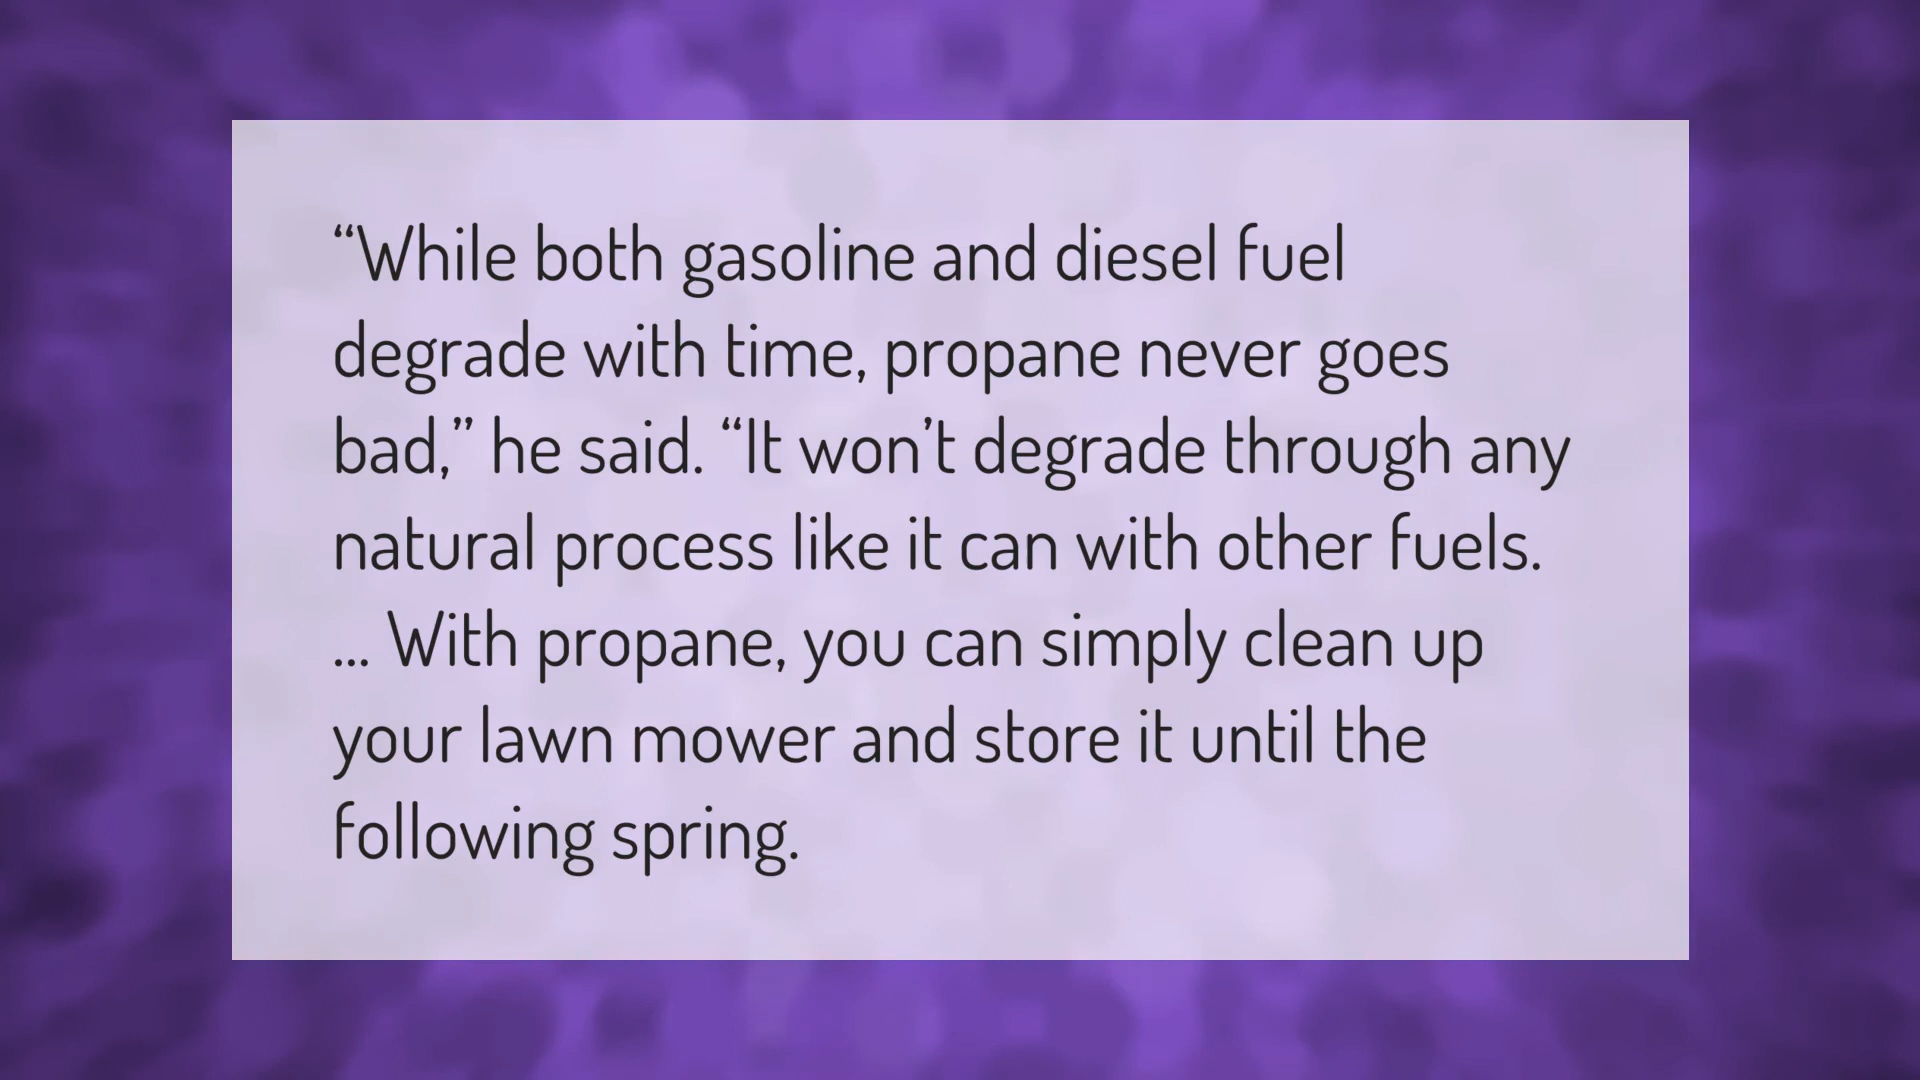 “While both gasoline and diesel fuel
degrade with time, propane never goes
bad,” he said. “It won’t degrade through any
natural process like it can with other fuels.
... With propane, you can simply clean up
your lawn mower and store it until the
following spring.